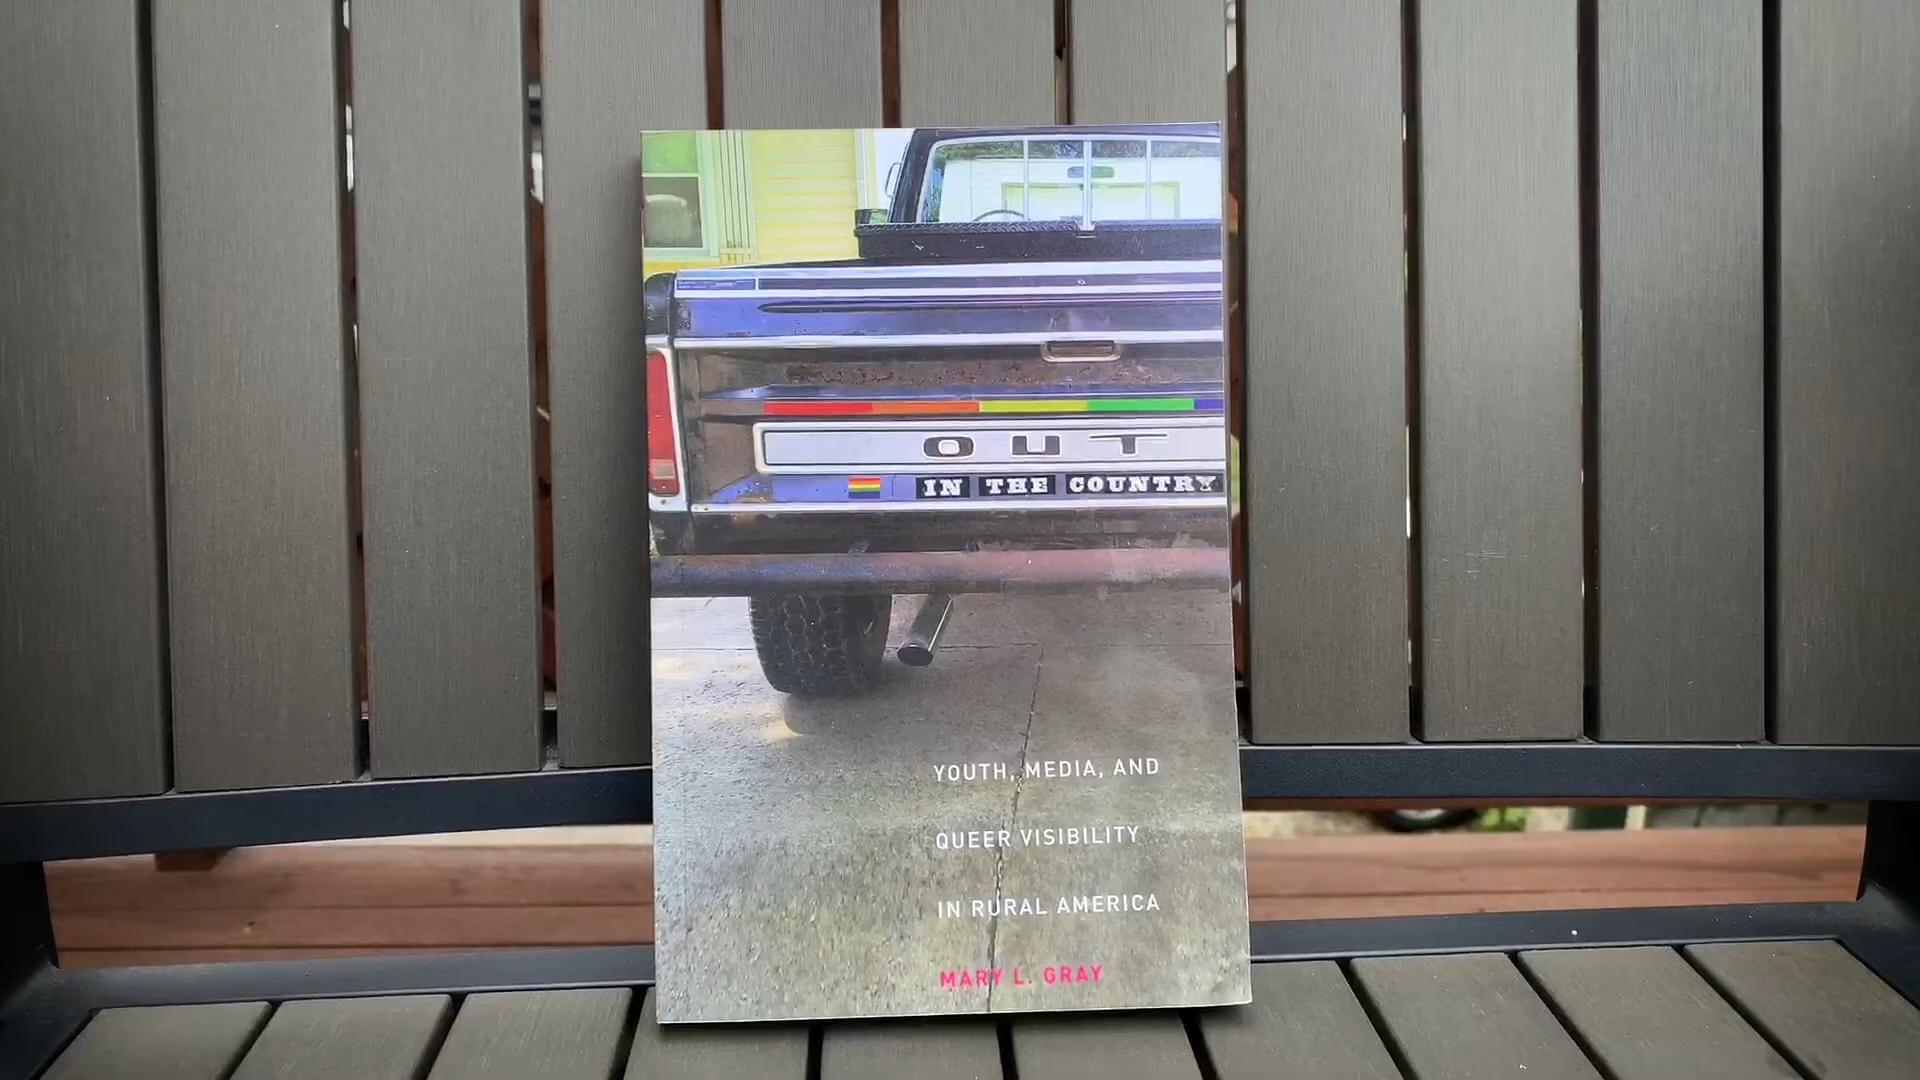 OUT
IN THE COUNTRY
YOUTH, MEDIA, AND
QUEER VISIBILITY
IN RURAL AMERICA
MARY L. GRAY